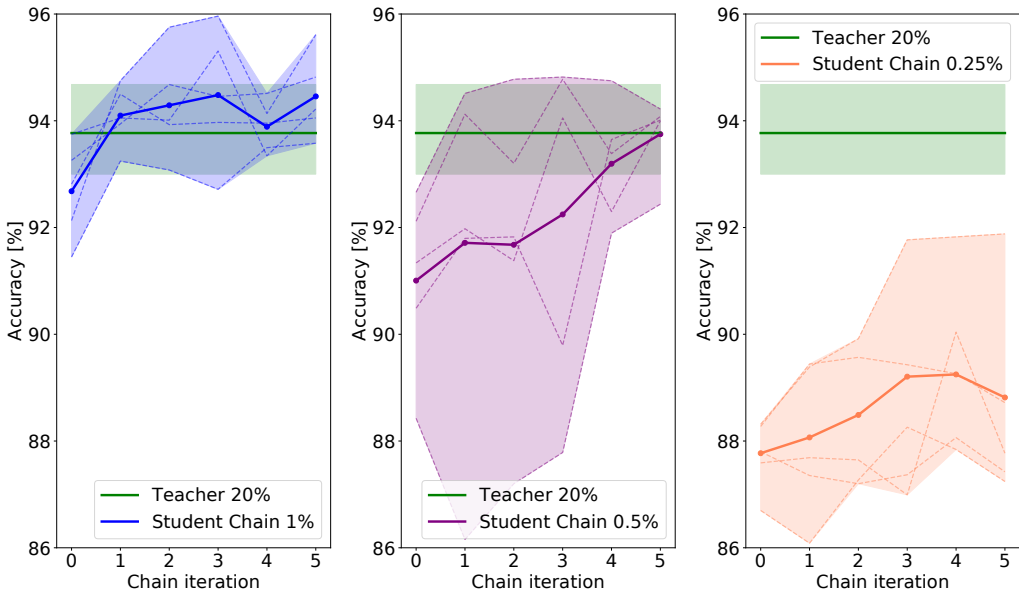 96
94
92
90
88
86
Accuracy [%]
0 1 2 3 4 5
Chain iteration
Teacher 20%
Student Chain 1%
96
94
92
90
88
86
Accuracy [%]
0 1 2 3 4 5
Chain iteration
Teacher 20%
Student Chain 0.5%
96
94
92
90
88
86
Accuracy [%]
0 1 2 3 4 5
Chain iteration
Teacher 20%
Student Chain 0.25%